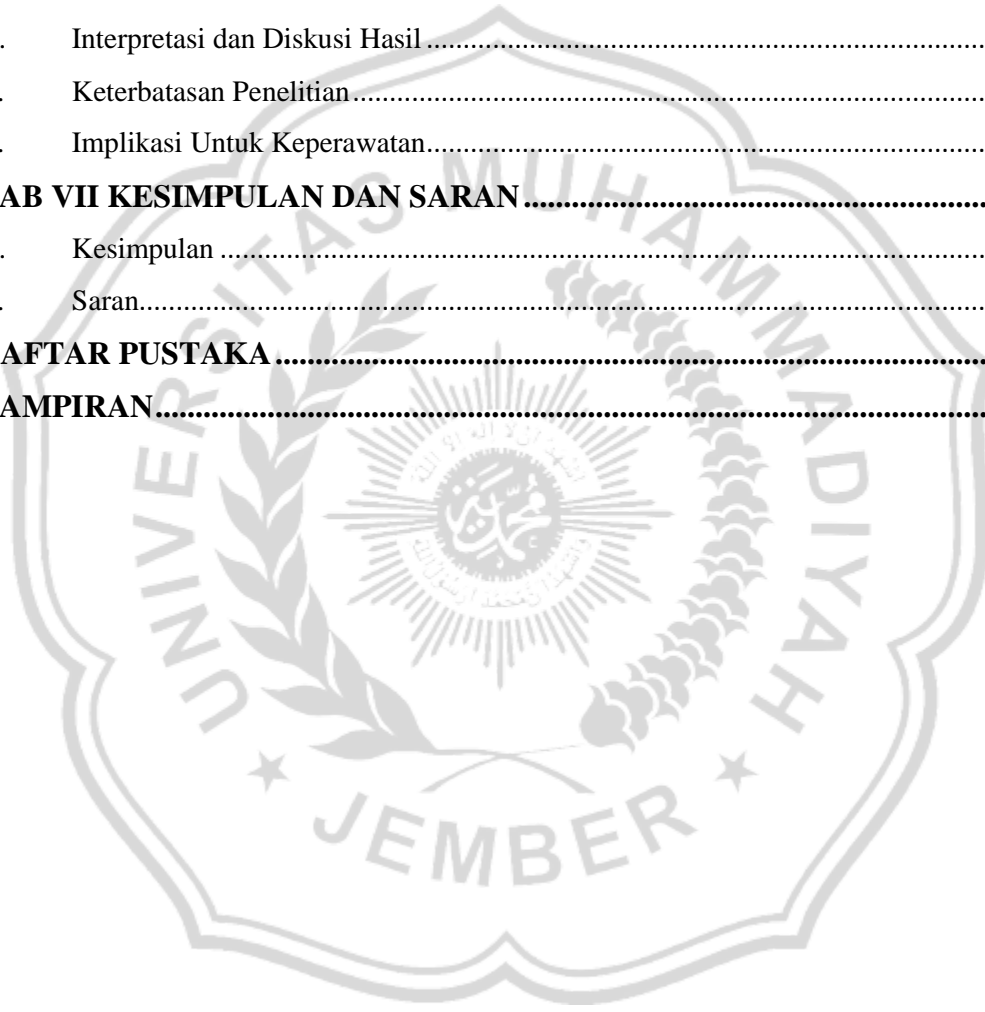 . Interpretasi dan Diskusi Hasil ........................................................................................
. Keterbatasan Penelitian ........................................................................................
. Implikasi Untuk Keperawatan ........................................................................................
AB VII KESIMPULAN DAN SARAN ........................................................................................
. Kesimpulan ........................................................................................
. Saran ........................................................................................
AFTAR PUSTAKA ........................................................................................
AMPIRAN ........................................................................................
UNIVERSITAS MUHAMMADIYAH
JEMBER